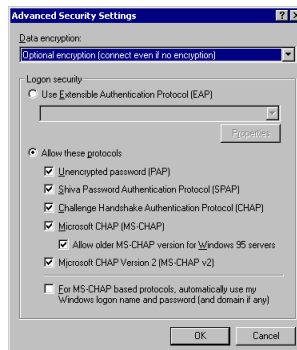 Advanced Security Settings
Data encryption:
Optional encryption (connect even if no encryption)
Logon security
Use Extensible Authentication Protocol (EAP)
Properties
Allow these protocols
Unencrypted password (PAP)
Shiva Password Authentication Protocol (SPAP)
Challenge Handshake Authentication Protocol (CHAP)
Microsoft CHAP (MS-CHAP)
Allow older MS-CHAP version for Windows 95 servers
Microsoft CHAP Version 2 (MS-CHAP v2)
For MS-CHAP based protocols, automatically use my
Windows logon name and password (and domain if any)
OK Cancel